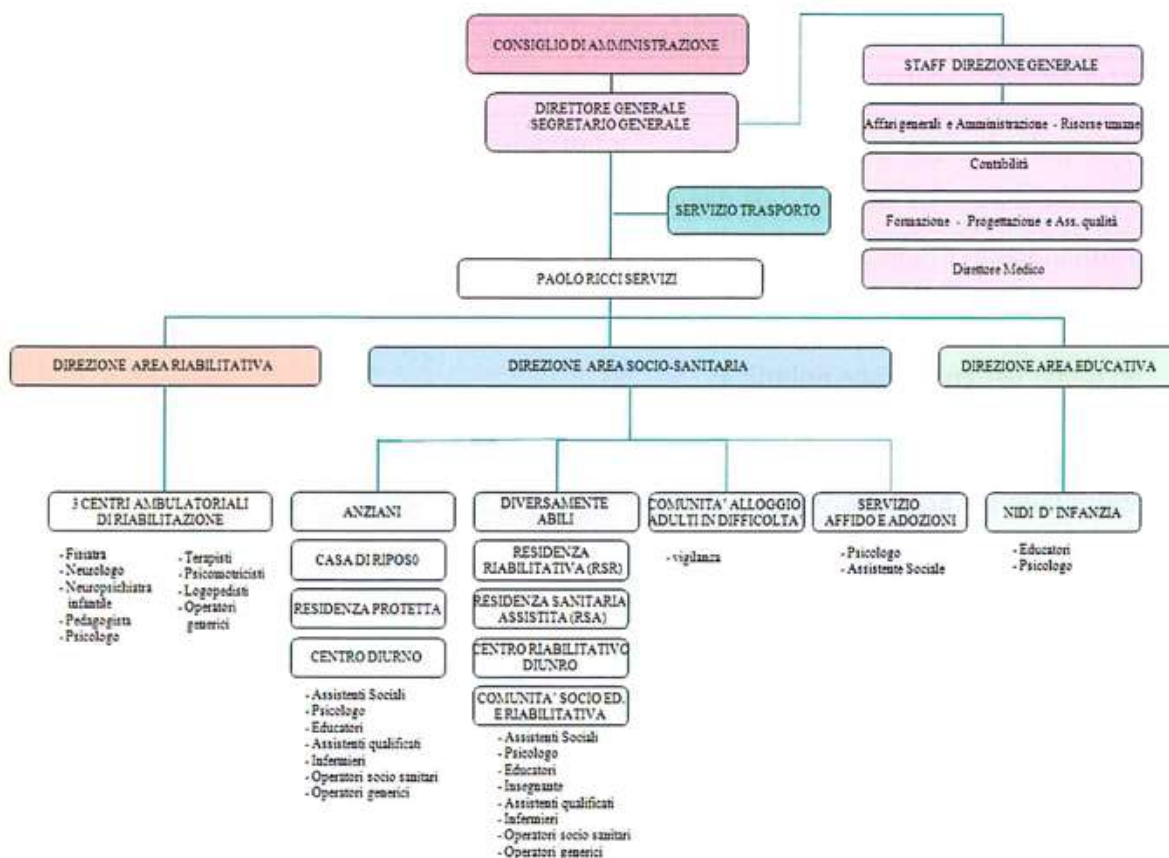 CONSIGLIO DI AMMINISTRAZIONE
DIRETTORE GENERALE
SEGRETARIO GENERALE
STAFF DIREZIONE GENERALE
Affari generali e Amministrazione - Risorse umane
Contabilità
Formazione - Progettazione e Ass. qualità
Direttore Medico
SERVIZIO TRASPORTO
PAOLO RICCI SERVIZI
DIREZIONE AREA RIABILITATIVA
DIREZIONE AREA SOCIO-SANITARIA
DIREZIONE AREA EDUCATIVA
3 CENTRI AMBULATORIALI
DI RIABILITAZIONE
- Fisiatra
- Neurologo
- Neuropsichiatra
infantile
- Pedagogista
- Psicologo
- Terapisti
- Psicomotricisti
- Logopedisti
- Operatori
generici
ANZIANI
CASA DI RIPOS0
RESIDENZA PROTETTA
CENTRO DIURNO
- Assistenti Sociali
- Psicologo
- Educatori
- Assistenti qualificati
- Infermieri
- Operatori socio sanitari
- Operatori generici
DIVERSAMENTE
ABILI
RESIDENZA
RIABILITATIVA (RSR)
RESIDENZA SANITARIA
ASSISTITA (RSA)
CENTRO RIABILITATIVO
DIUNRO
COMUNITA' SOCIO ED.
E RIABILITATIVA
- Assistenti Sociali
- Psicologo
- Educatori
- Insegnante
- Assistenti qualificati
- Infermieri
- Operatori socio sanitari
- Operatori generici
COMUNITA' ALLOGGIO
ADULTI IN DIFFICOLTA'
- vigilanza
SERVIZIO
AFFIDO E ADOZIONI
- Psicologo
- Assistente Sociale
NIDI D' INFANZIA
- Educatori
- Psicologo